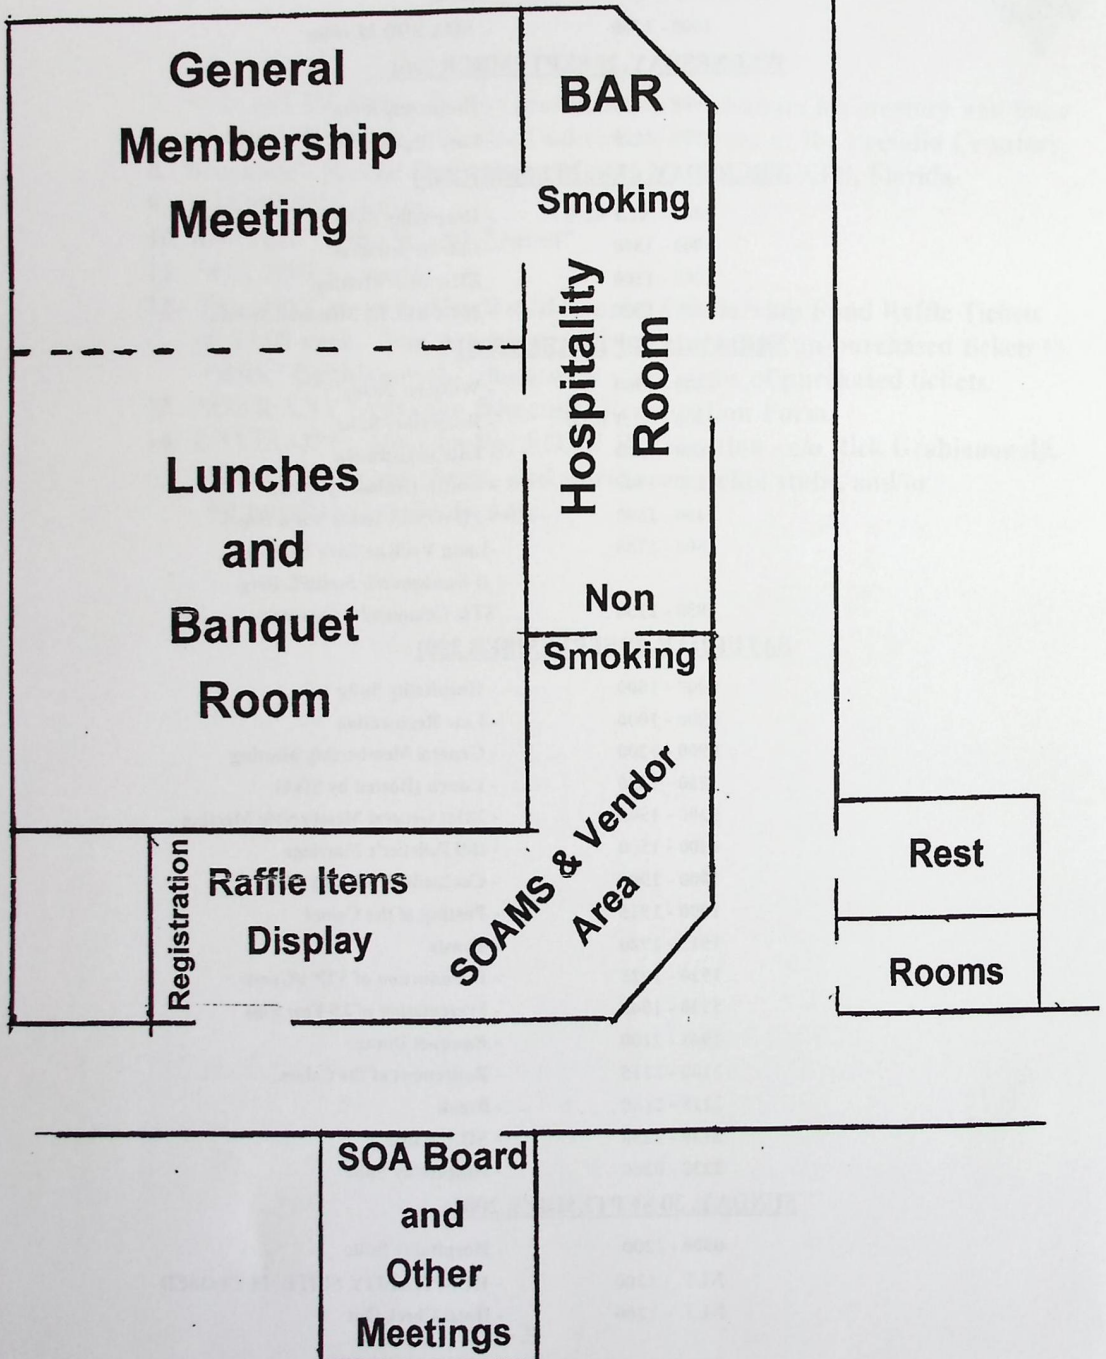 General
Membership
Meeting
BAR
Smoking
Hospitality
Room
Lunches
and
Banquet
Room
Non
Smoking
SOAMS & Vendor
Area
Registration
Raffle Items
Display
Rest
Rooms
SOA Board
and
Other
Meetings